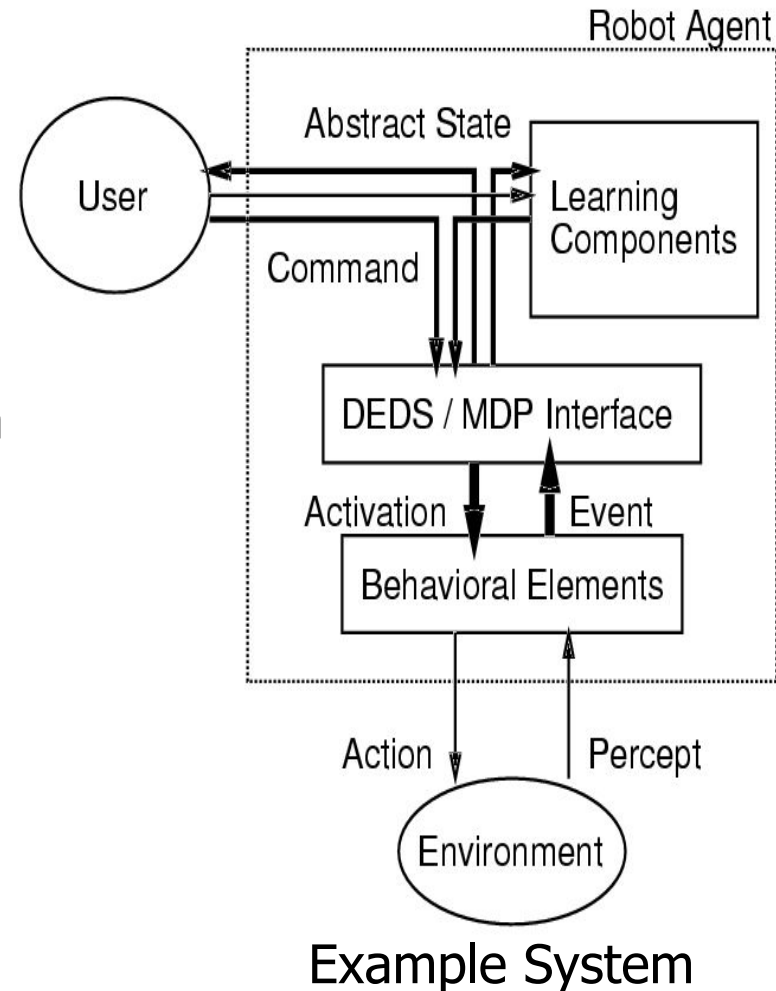 Robot Agent
Abstract State
User
Learning
Components
Command
DEDS / MDP Interface
Activation
Event
Behavioral Elements
Action
Percept
Environment
Example System